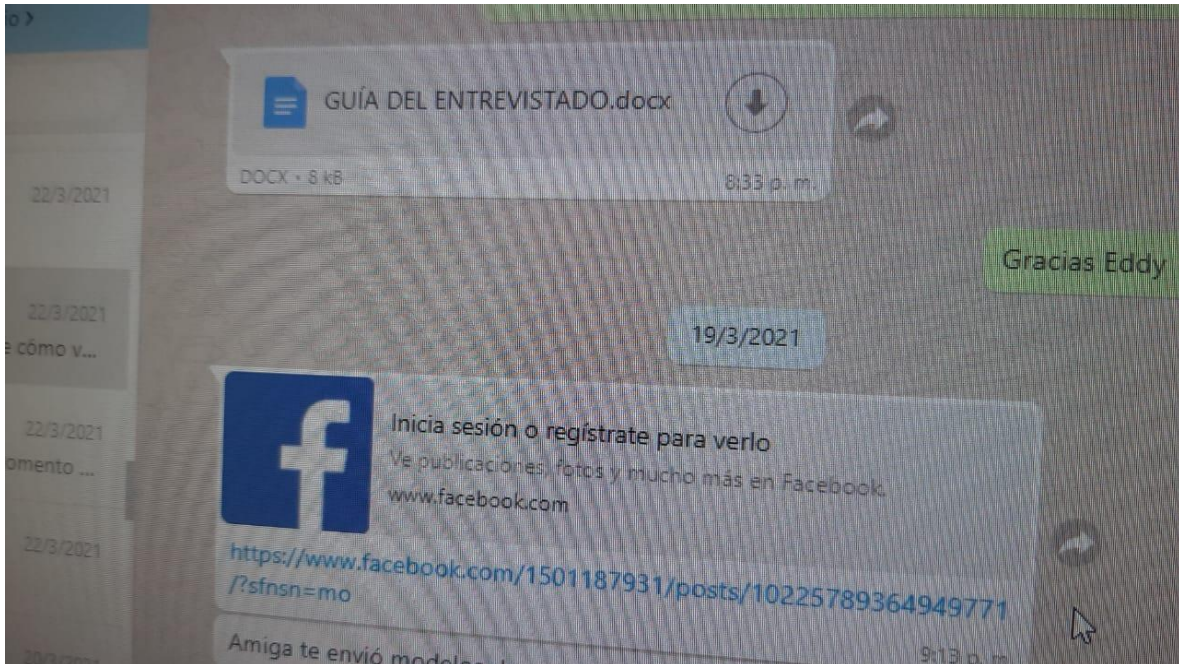 GUÍA DEL ENTREVISTADO.docx
DOCX • 8 kB
8:33 p. m.
22/3/2021
Gracias Eddy
22/3/2021
cómo v...
19/3/2021
Inicia sesión o regístrate para verlo
Ve publicaciones, fotos y mucho más en Facebook.
www.facebook.com
22/3/2021
omento ...
22/3/2021
https://www.facebook.com/1501187931/posts/10225789364949771
/?sfnsn=mo
9:13 p. m.
Amiga te envió
20/3/2021